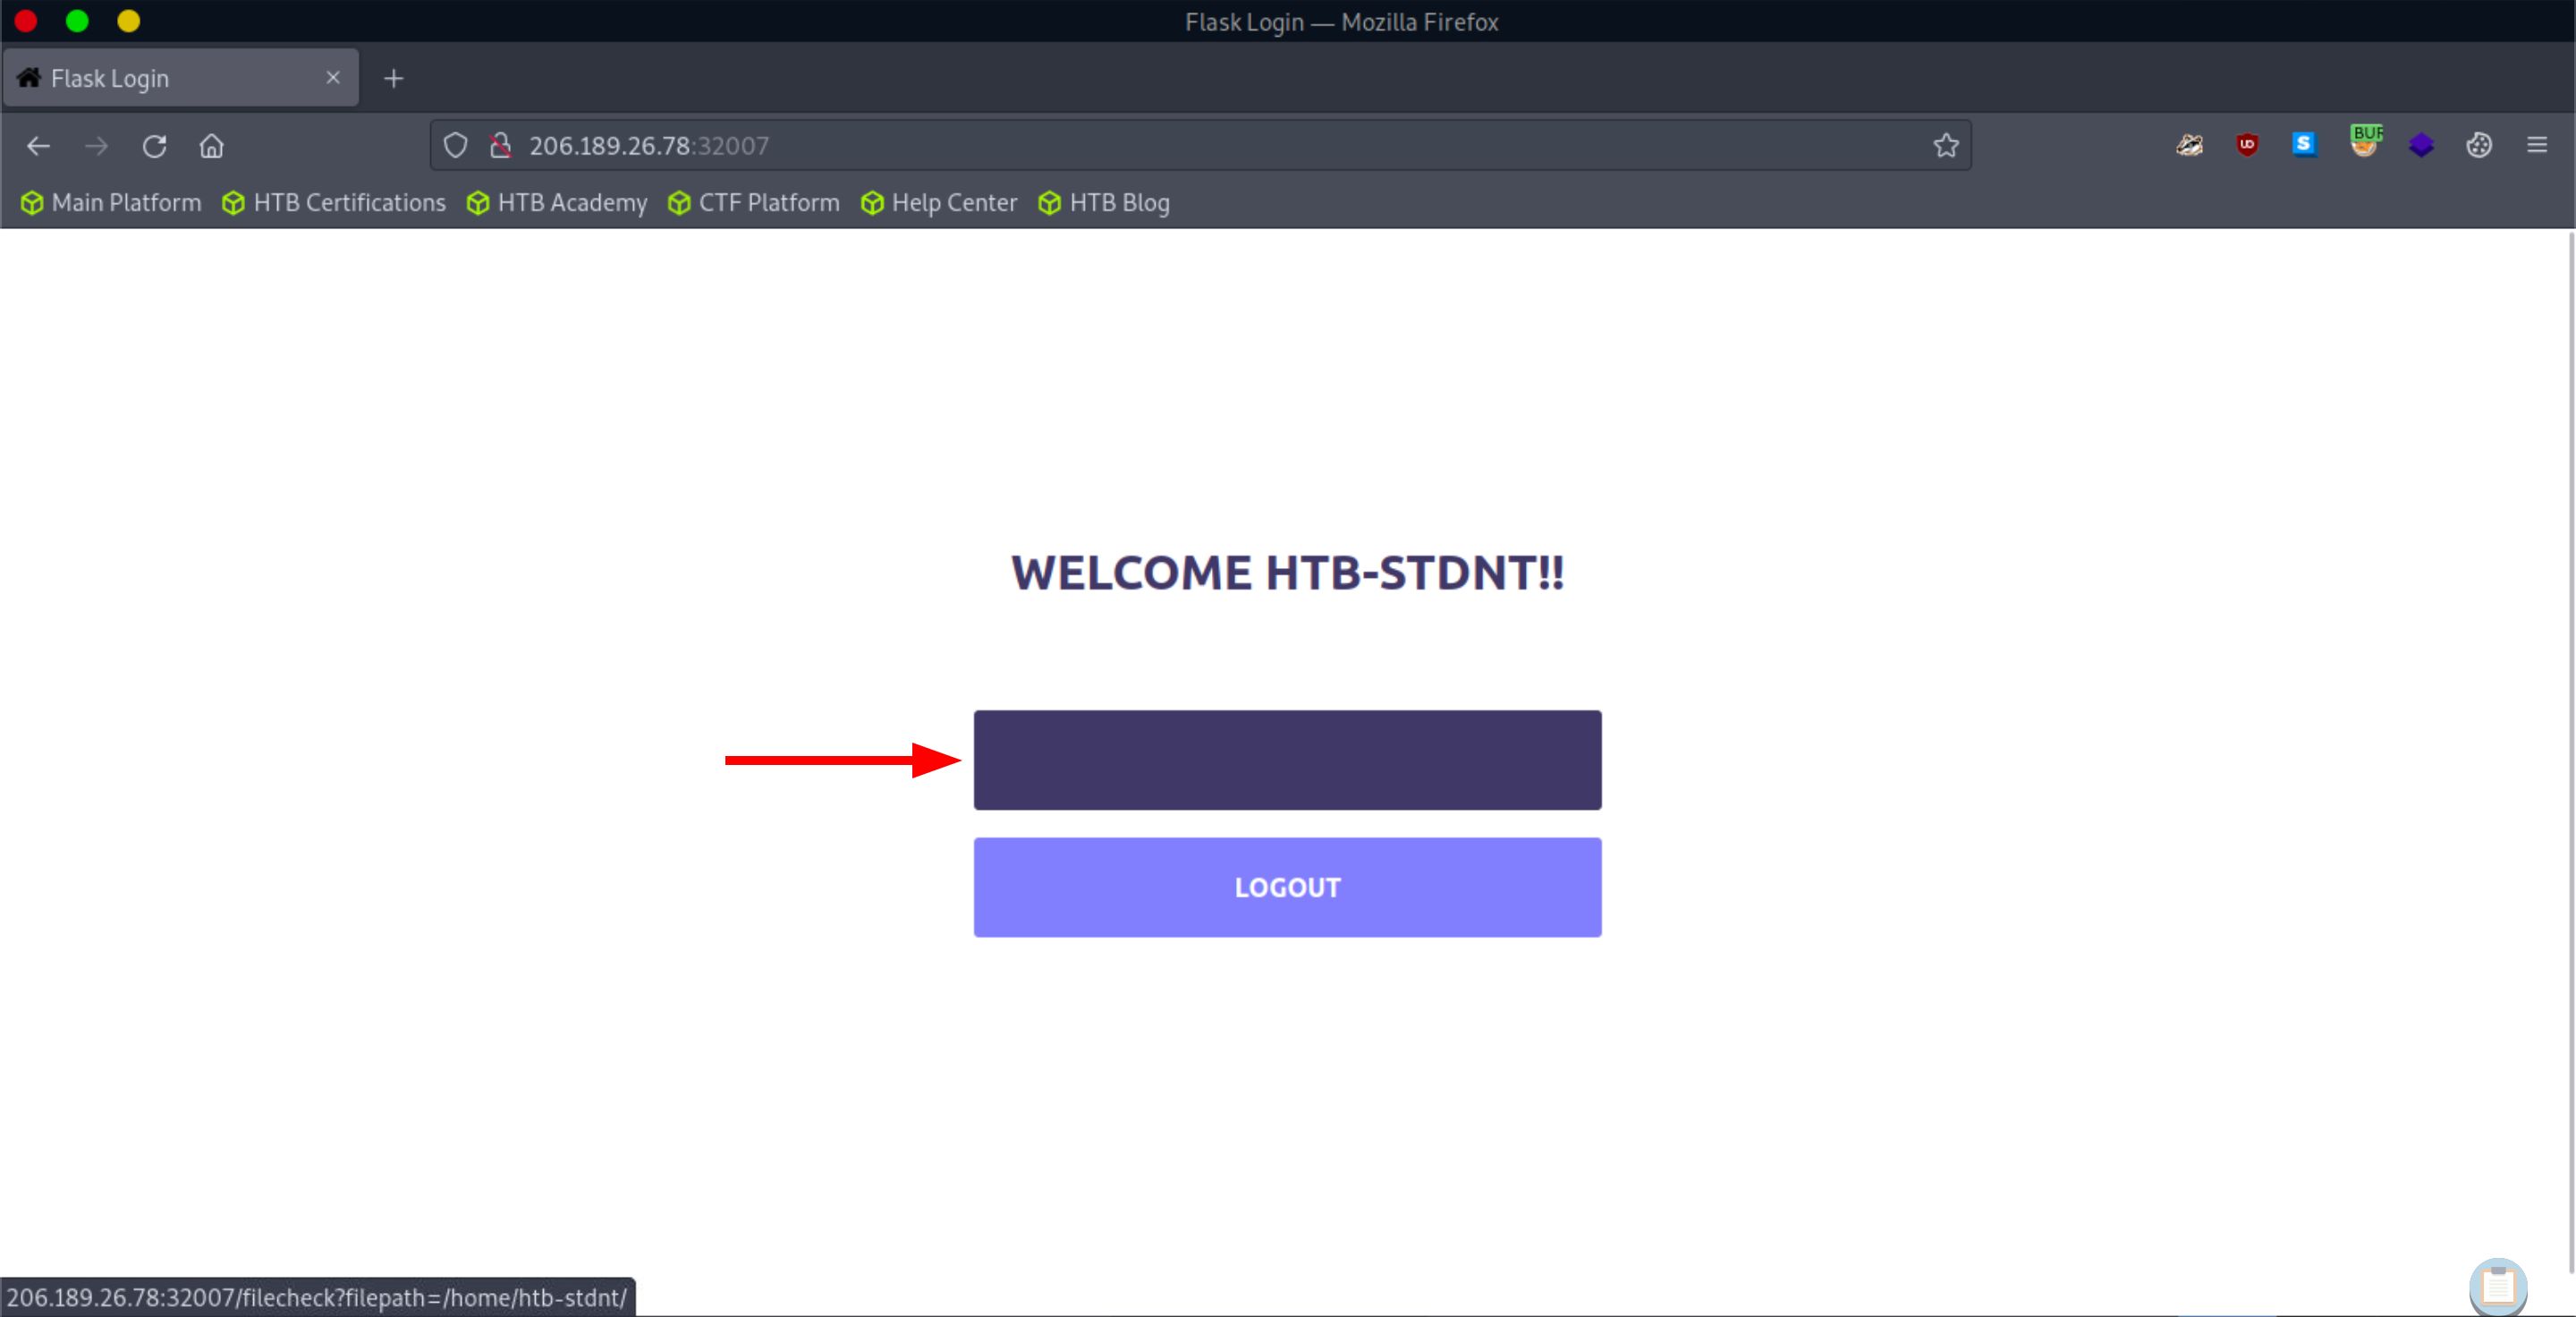 Flask Login — Mozilla Firefox
Flask Login
206.189.26.78:32007
BUF
Main Platform HTB Certifications HTB Academy CTF Platform Help Center HTB Blog
WELCOME HTB-STDNT!!
LOGOUT
206.189.26.78:32007/filecheck?filepath=/home/htb-stdnt/